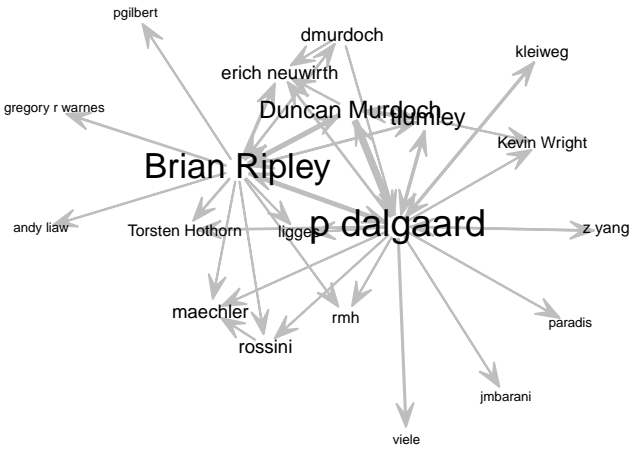 pgilbert
dmurdoch
kleiweg
erich neuwirth
gregory r warnes
Duncan Murdoch
tlumley
Kevin Wright
Brian Ripley
p dalgaard
andy liaw
Torsten Hothorn
ligges
z yang
maechler
rmh
paradis
rossini
jmbarani
viele